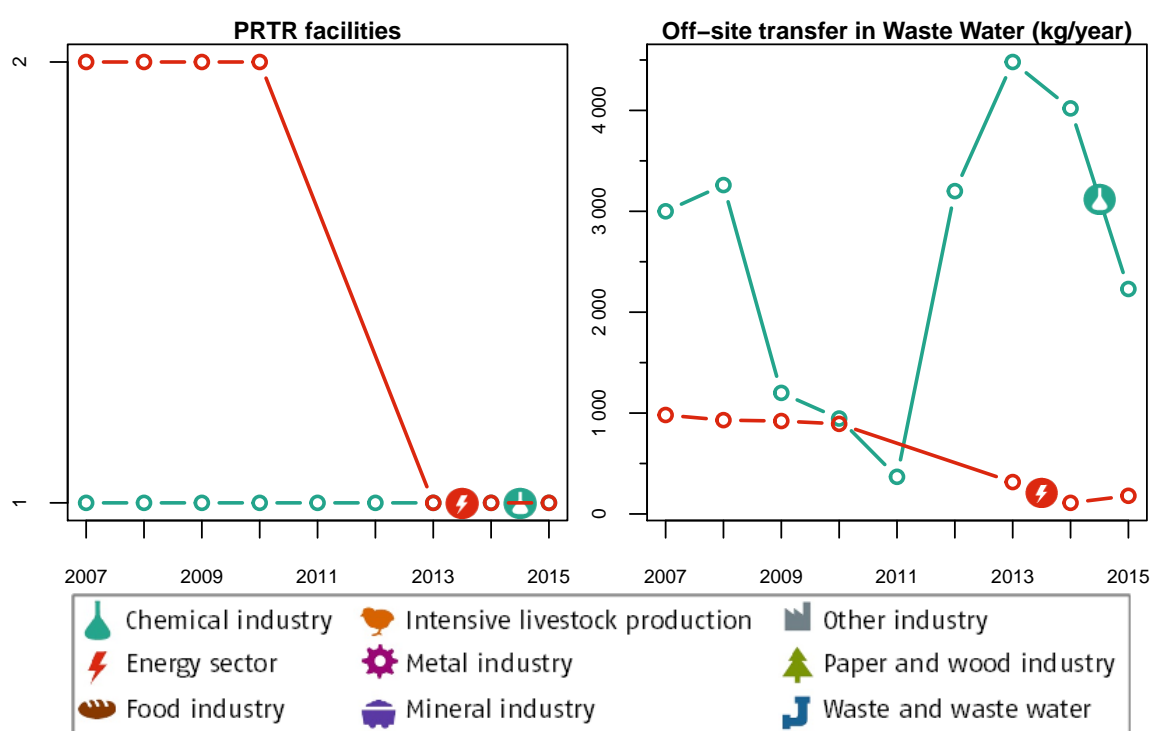 PRTR facilities
2
1
2007 2009 2011 2013 2015
Off−site transfer in Waste Water (kg/year)
4 000
3 000
2 000
1 000
0
2007 2009 2011 2013 2015
Chemical industry Intensive livestock production Other industry
Energy sector Metal industry Paper and wood industry
Food industry Mineral industry Waste and waste water